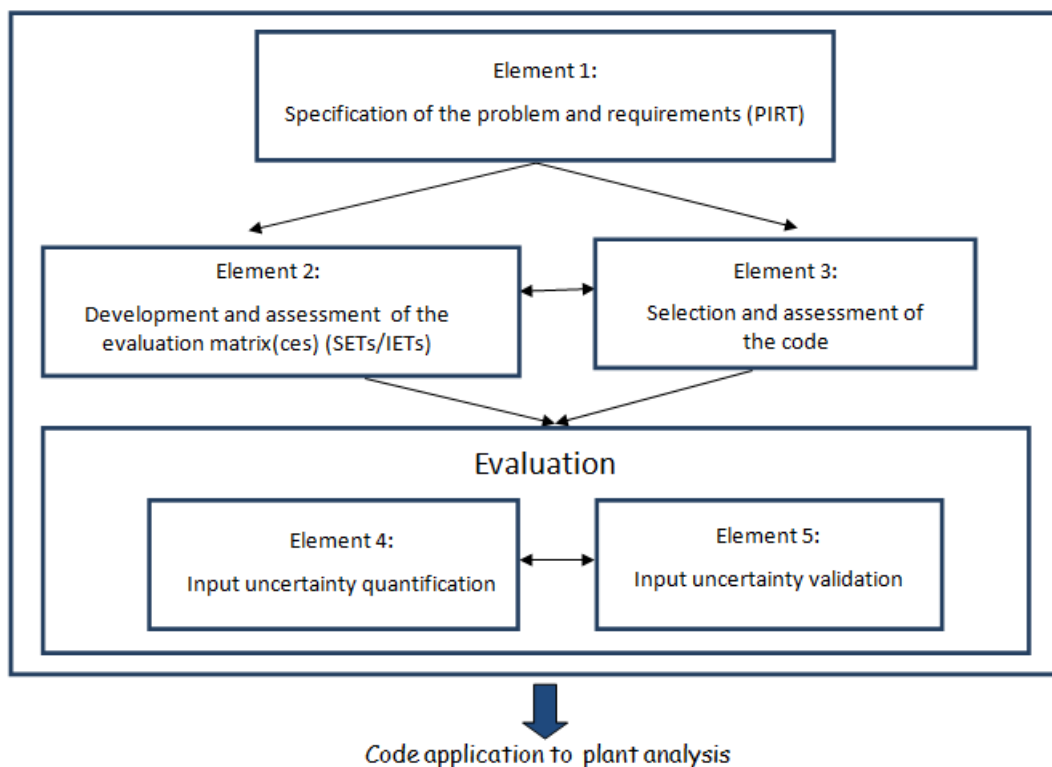 Element 1:
Specification of the problem and requirements (PIRT)
Element 2:
Development and assessment of the
evaluation matrix(ces) (SETs/IETs)
Element 3:
Selection and assessment of
the code
Evaluation
Element 4:
Input uncertainty quantification
Element 5:
Input uncertainty validation
Code application to plant analysis